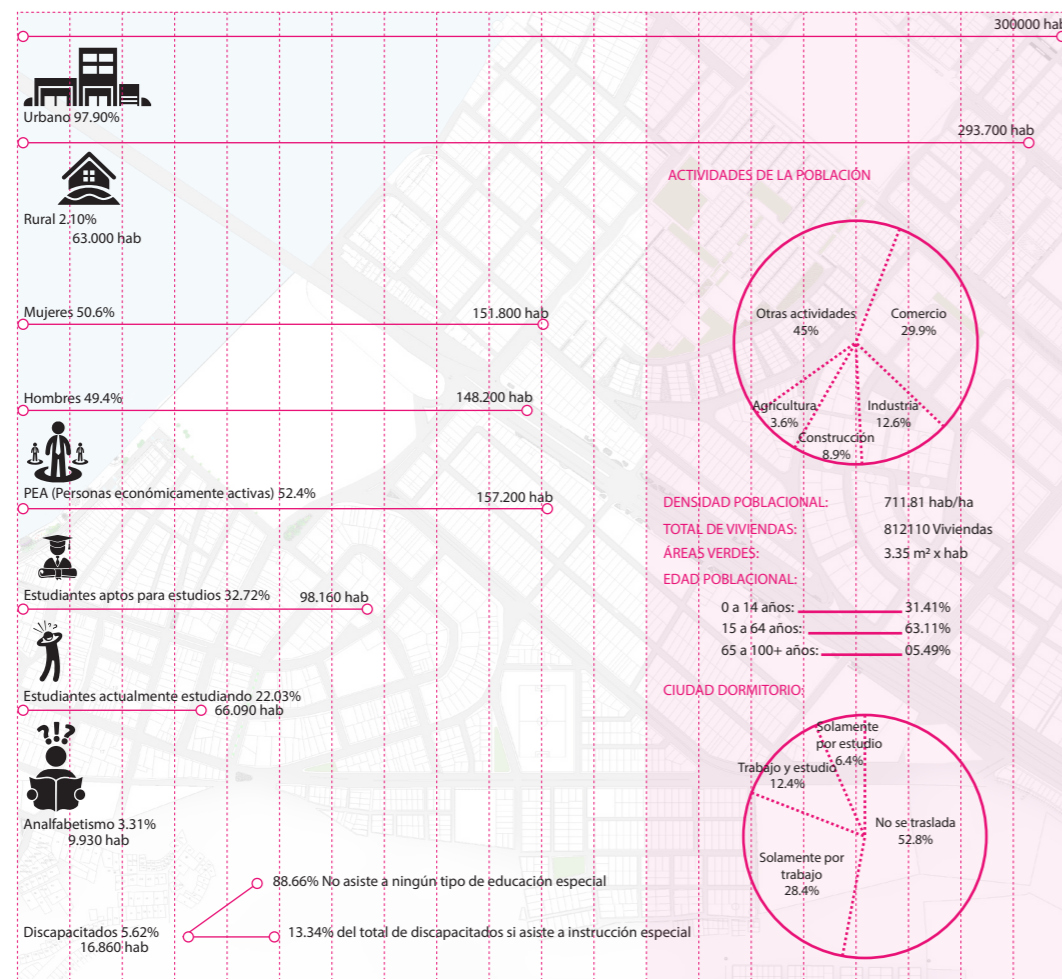 300000 hab
Urbano 97.90%
293.700 hab
Rural 2.10%
63.000 hab
Mujeres 50.6%
151.800 hab
Hombres 49.4%
148.200 hab
PEA (Personas económicamente activas) 52.4%
157.200 hab
Estudiantes aptos para estudios 32.72%
98.160 hab
Estudiantes actualmente estudiando 22.03%
66.090 hab
Analfabetismo 3.31%
9.930 hab
88.66% No asiste a ningún tipo de educación especial
Discapacitados 5.62%
16.860 hab
13.34% del total de discapacitados si asiste a instrucción especial
ACTIVIDADES DE LA POBLACIÓN
Otras actividades
45%
Comercio
29.9%
Agricultura
3.6%
Industria
12.6%
Construcción
8.9%
DENSIDAD POBLACIONAL: 711.81 hab/ha
TOTAL DE VIVIENDAS: 812110 Viviendas
ÁREAS VERDES: 3.35 m² x hab
EDAD POBLACIONAL:
0 a 14 años: 31.41%
15 a 64 años: 63.11%
65 a 100+ años: 05.49%
CIUDAD DORMITORIO:
Solamente
por estudio
6.4%
Trabajo y estudio
12.4%
No se traslada
52.8%
Solamente por
trabajo
28.4%